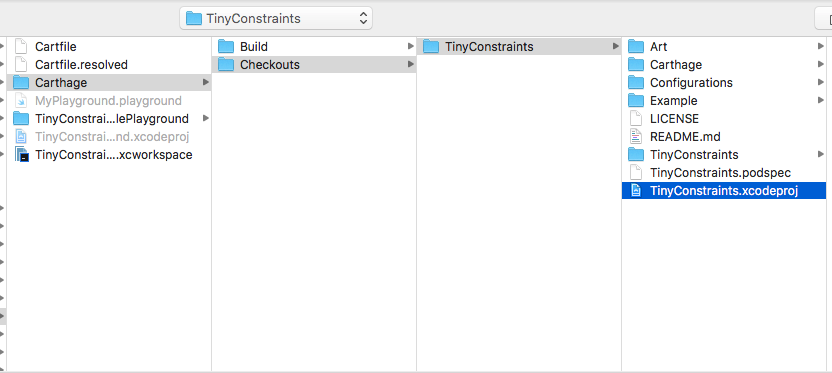 TinyConstraints
Cartfile
Cartfile.resolved
Carthage
MyPlayground.playground
TinyConstrai...lePlayground
TinyConstrai...nd.xcodeproj
TinyConstrai....xcworkspace
Build
Checkouts
TinyConstraints
Art
Carthage
Configurations
Example
LICENSE
README.md
TinyConstraints
TinyConstraints.podspec
TinyConstraints.xcodeproj